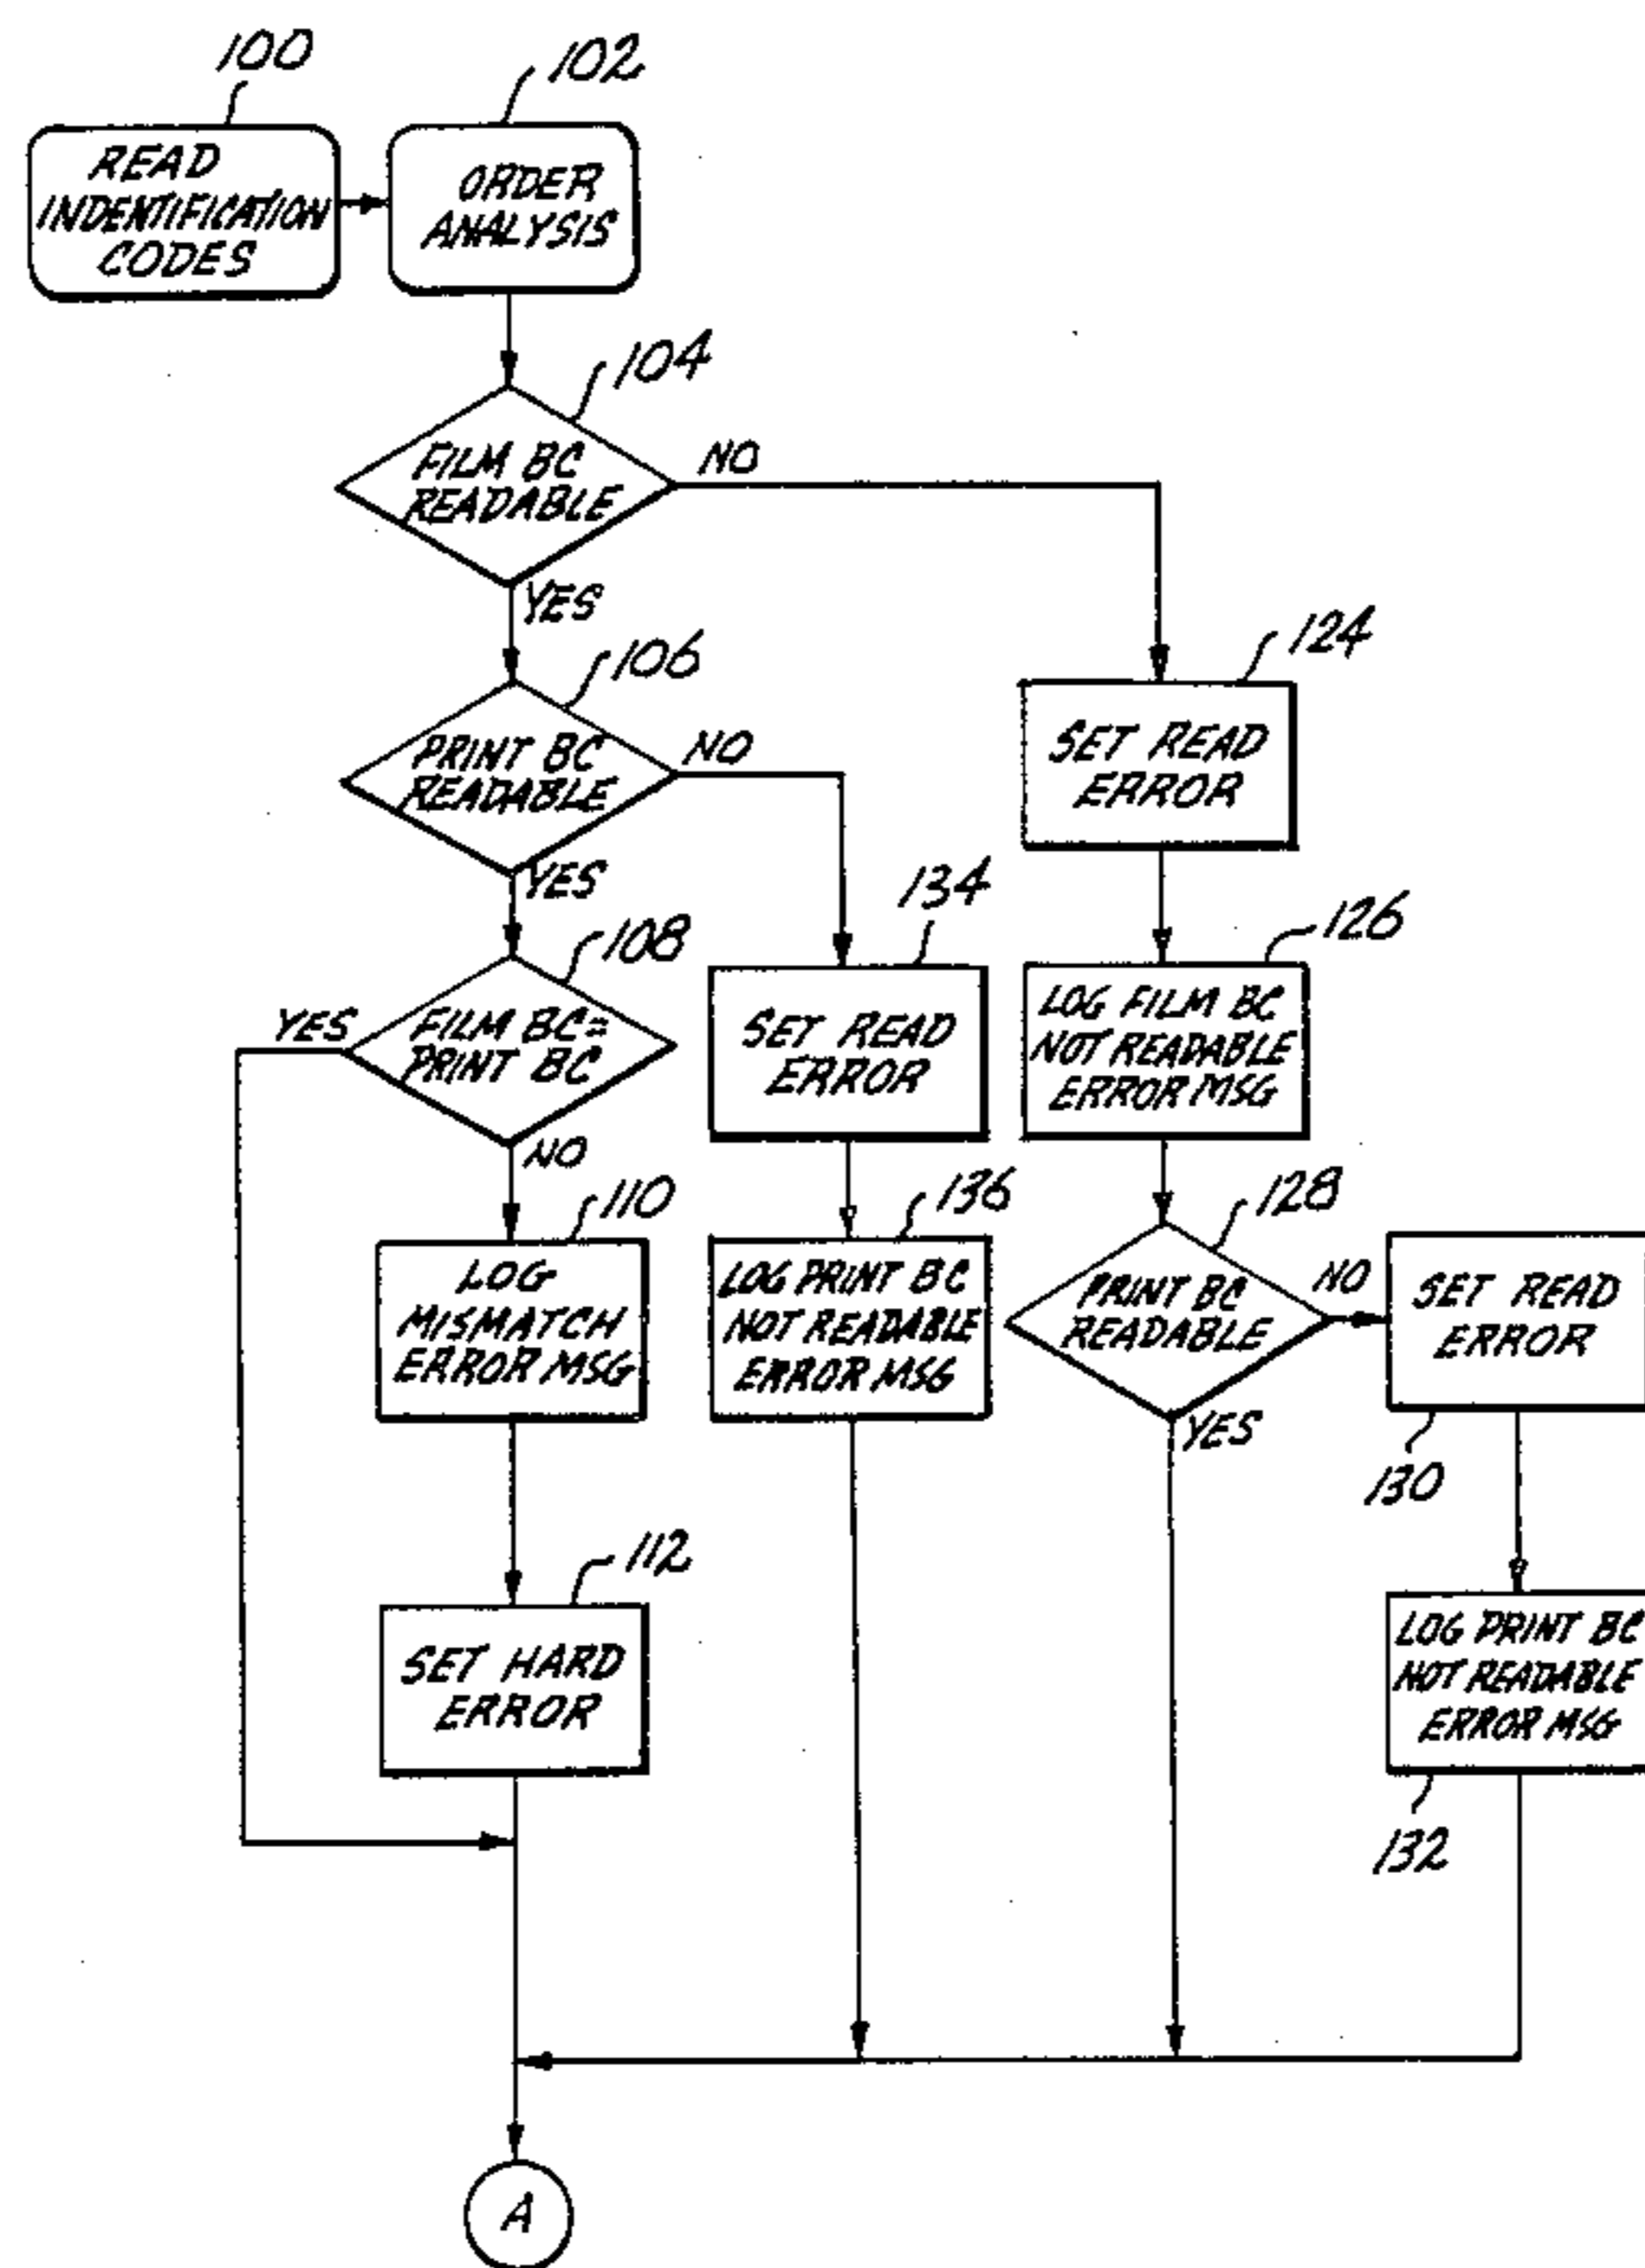 100
102
READ
INDENTIFICATION
CODES
ORDER
ANALYSIS
104
FILM BC
READABLE
NO
YES
106
PRINT BC
READABLE
NO
YES
124
SET READ
ERROR
108
YES
FILM BC=
PRINT BC
NO
134
SET READ
ERROR
126
LOG FILM BC
NOT READABLE
ERROR MSG
110
LOG
MISMATCH
ERROR MSG
136
LOG PRINT BC
NOT READABLE
ERROR MSG
128
PRINT BC
READABLE
NO
YES
SET READ
ERROR
130
112
SET HARD
ERROR
LOG PRINT BC
NOT READABLE
ERROR MSG
132
A